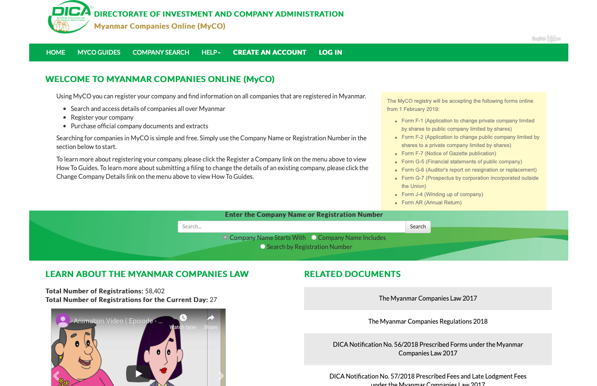 DICA
DIRECTORATE OF INVESTMENT AND COMPANY ADMINISTRATION
Myanmar Companies Online (MyCO)
English
HOME MYCO GUIDES COMPANY SEARCH HELP CREATE AN ACCOUNT LOG IN
WELCOME TO MYANMAR COMPANIES ONLINE (MyCO)
Using MyCO you can register your company and find information on all companies that are registered in Myanmar.
• Search and access details of companies all over Myanmar
• Register your company
• Purchase official company documents and extracts
Searching for companies in MyCO is simple and free. Simply use the Company Name or Registration Number in the
section below to start.
To learn more about registering your company, please click the Register a Company link on the menu above to view
How To Guides. To learn more about submitting a filing to change the details of an existing company, please click the
Change Company Details link on the menu above to view How To Guides.
The MyCO registry will be accepting the following forms online
from 1 February 2019:
• Form F-1 (Application to change private company limited
by shares to public company limited by shares)
• Form F-2 (Application to change public company limited by
shares to a private company limited by shares)
• Form F-7 (Notice of Gazette publication)
• Form G-5 (Financial statements of public company)
• Form G-6 (Auditor's report on resignation or replacement)
• Form G-7 (Prospectus by corporation incorporated outside
the Union)
• Form J-4 (Winding up of company)
• Form AR (Annual Return)
Enter the Company Name or Registration Number
Search... Search
Company Name Starts With Company Name Includes
Search by Registration Number
LEARN ABOUT THE MYANMAR COMPANIES LAW
Total Number of Registrations: 58,402
Total Number of Registrations for the Current Day: 27
Animation Video | Episode - ...
Watch later Share
RELATED DOCUMENTS
The Myanmar Companies Law 2017
The Myanmar Companies Regulations 2018
DICA Notification No. 56/2018 Prescribed Forms under the Myanmar
Companies Law 2017
DICA Notification No. 57/2018 Prescribed Fees and Late Lodgment Fees
under the Myanmar Companies Law 2017